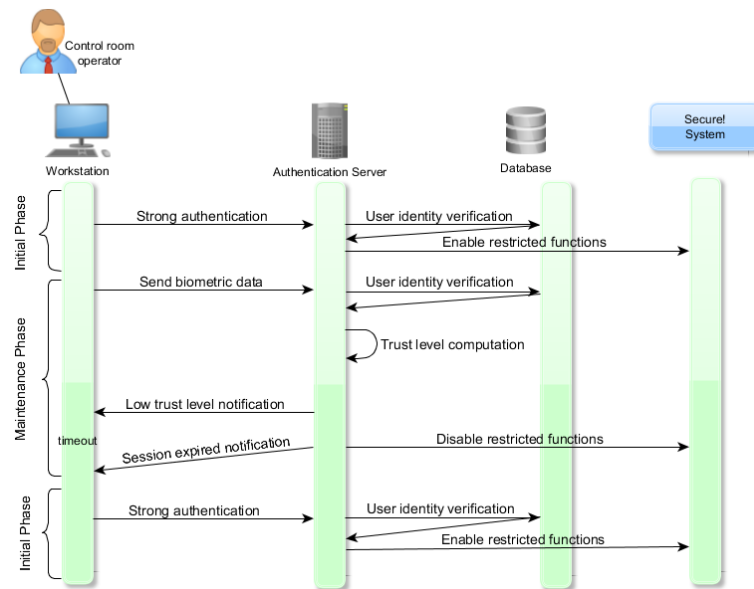 Control room
operator
Workstation
Authentication Server
Database
Secure!
System
Initial Phase
Strong authentication
User identity verification
Enable restricted functions
Maintenance Phase
Send biometric data
User identity verification
Trust level computation
Low trust level notification
timeout
Session expired notification
Disable restricted functions
Initial Phase
Strong authentication
User identity verification
Enable restricted functions